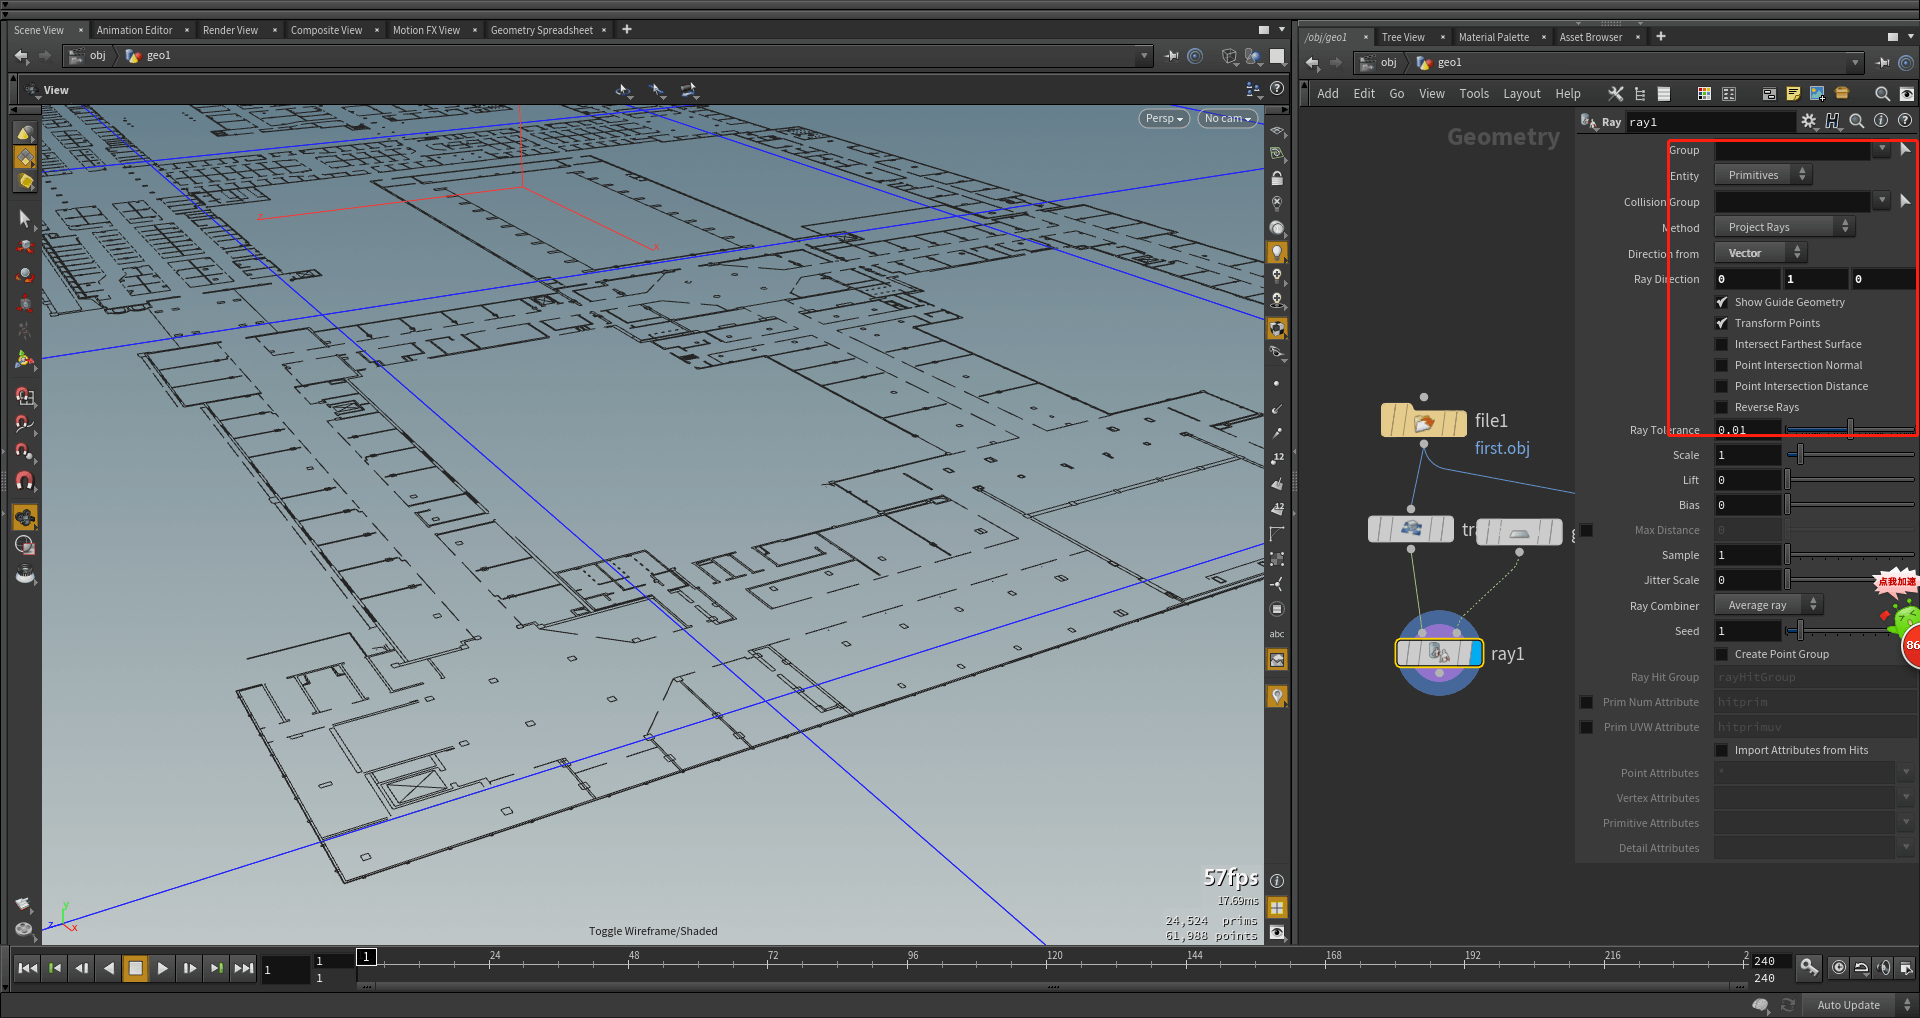 Scene View
Animation Editor
Render View
Composite View
Motion FX View
Geometry Spreadsheet
obj
geo1
View
Persp
No cam
Z
X
57fps
17.69ms
24,524 prims
61,988 points
Toggle Wireframe/Shaded
y
z
x
12
12
abc
/obj/geo1
Tree View
Material Palette
Asset Browser
obj
geo1
Add Edit Go View Tools Layout Help
Geometry
file1
first.obj
ray1
Ray ray1
Group
Entity Primitives
Collision Group
Method Project Rays
Direction from Vector
Ray Direction 0 1 0
Show Guide Geometry
Transform Points
Intersect Farthest Surface
Point Intersection Normal
Point Intersection Distance
Reverse Rays
Ray Tolerance 0.01
Scale 1
Lift 0
Bias 0
Max Distance 0
Sample 1
Jitter Scale 0
点我加速
Ray Combiner Average ray
Seed 1
86
Create Point Group
Ray Hit Group rayHitGroup
Prim Num Attribute hitprim
Prim UVW Attribute hitprimuv
Import Attributes from Hits
Point Attributes *
Vertex Attributes
Primitive Attributes
Detail Attributes
1
1
1
1 24 48 72 96 120 144 168 192 216 2
240
240
Auto Update